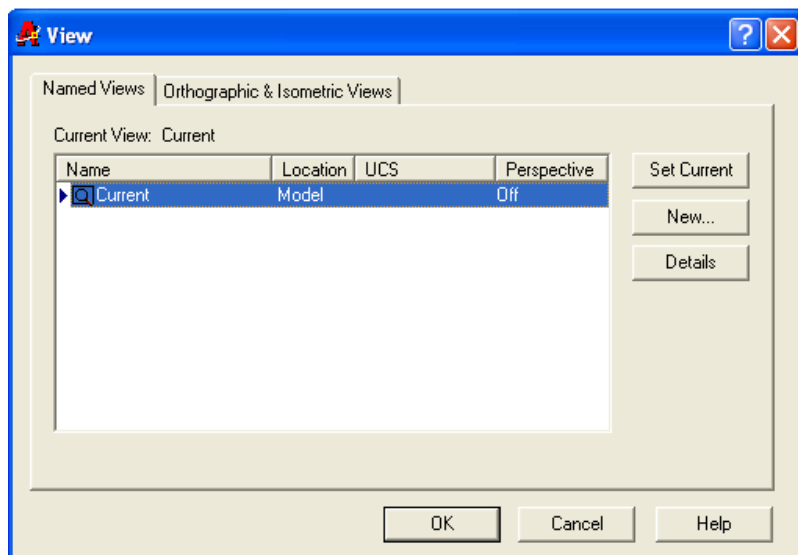 View
Named Views Orthographic & Isometric Views
Current View: Current
Name Location UCS Perspective
Current Model Off
Set Current
New...
Details
OK Cancel Help